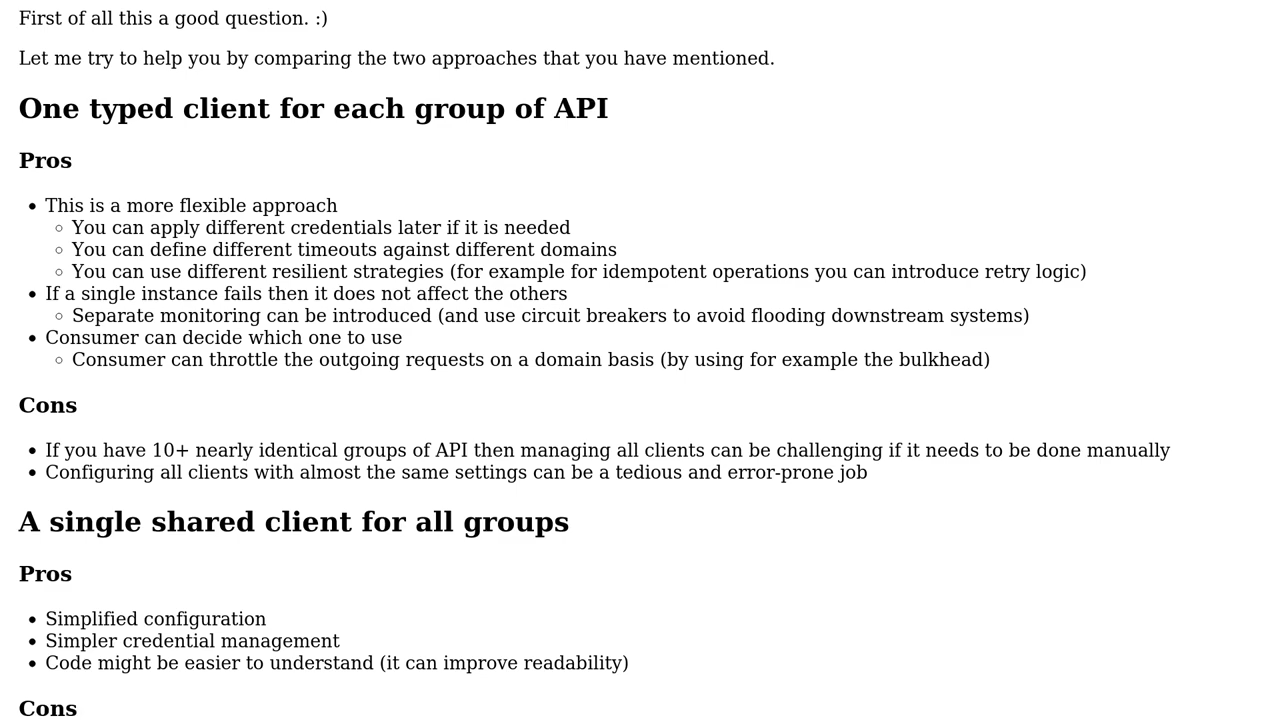 First of all this a good question. :)
Let me try to help you by comparing the two approaches that you have mentioned.
One typed client for each group of API
Pros
• This is a more flexible approach
◦ You can apply different credentials later if it is needed
◦ You can define different timeouts against different domains
◦ You can use different resilient strategies (for example for idempotent operations you can introduce retry logic)
• If a single instance fails then it does not affect the others
◦ Separate monitoring can be introduced (and use circuit breakers to avoid flooding downstream systems)
• Consumer can decide which one to use
◦ Consumer can throttle the outgoing requests on a domain basis (by using for example the bulkhead)
Cons
• If you have 10+ nearly identical groups of API then managing all clients can be challenging if it needs to be done manually
• Configuring all clients with almost the same settings can be a tedious and error-prone job
A single shared client for all groups
Pros
• Simplified configuration
• Simpler credential management
• Code might be easier to understand (it can improve readability)
Cons